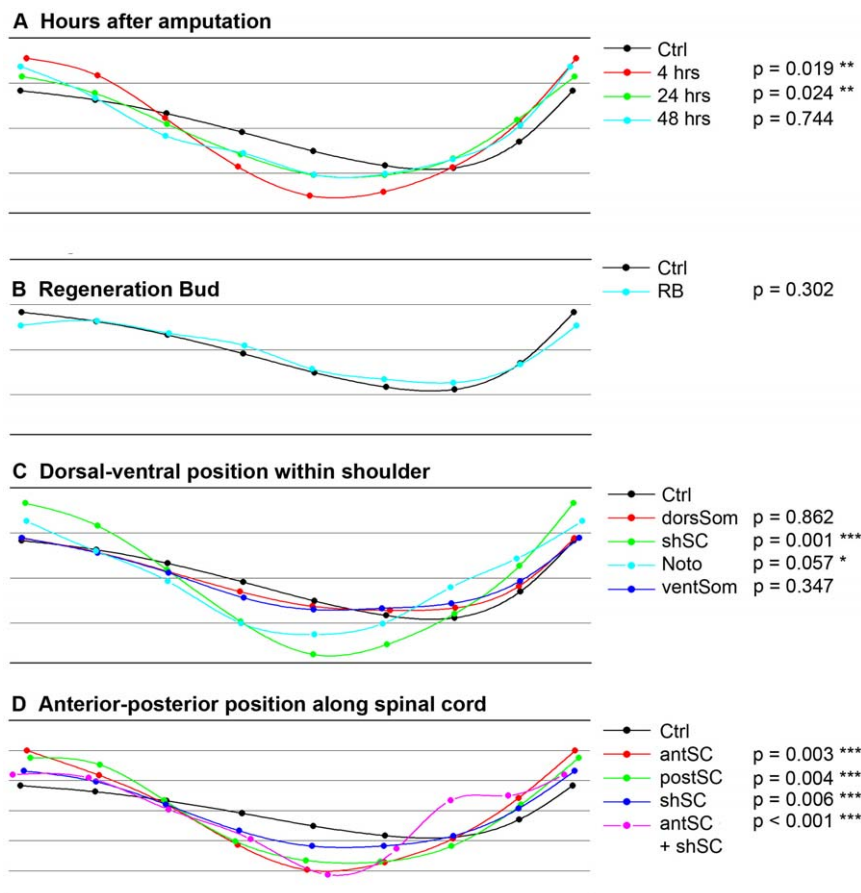 A Hours after amputation
Ctrl
4 hrs p = 0.019 **
24 hrs p = 0.024 **
48 hrs p = 0.744
B Regeneration Bud
Ctrl
RB p = 0.302
C Dorsal-ventral position within shoulder
Ctrl
dorsSom p = 0.862
shSC p = 0.001 ***
Noto p = 0.057 *
ventSom p = 0.347
D Anterior-posterior position along spinal cord
Ctrl
antSC p = 0.003 ***
postSC p = 0.004 ***
shSC p = 0.006 ***
antSC p < 0.001 ***
+ shSC